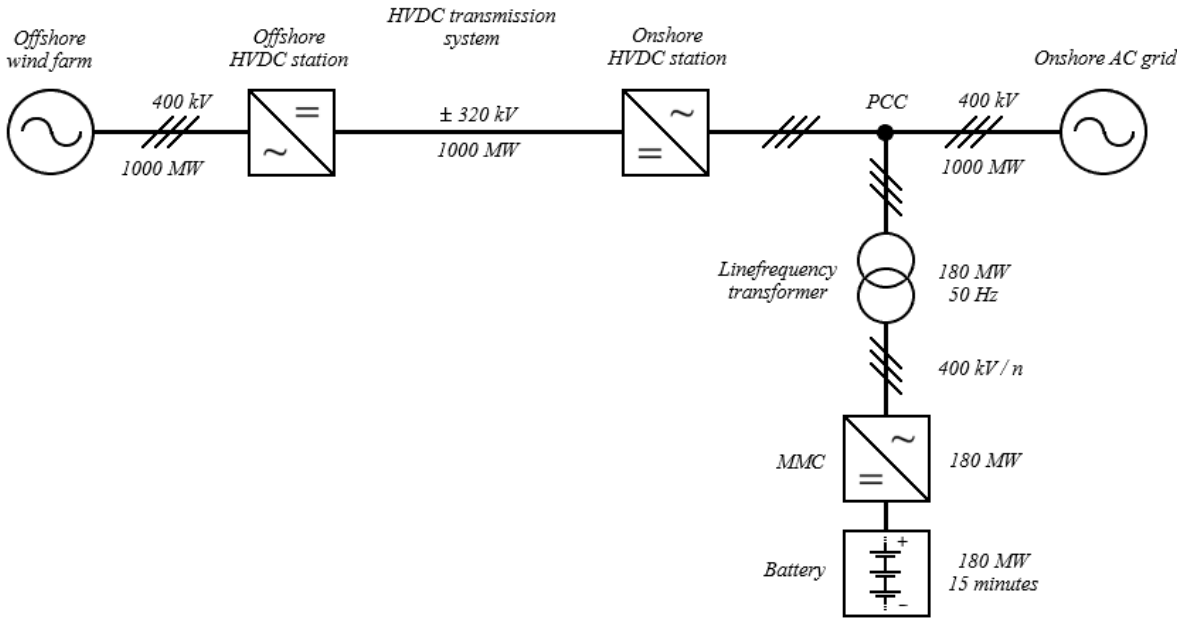 HVDC transmission
system
Offshore
wind farm
Offshore
HVDC station
Onshore
HVDC station
Onshore AC grid
400 kV
1000 MW
± 320 kV
1000 MW
PCC
400 kV
1000 MW
Linefrequency
transformer
180 MW
50 Hz
400 kV / n
MMC
180 MW
Battery
+
−
180 MW
15 minutes